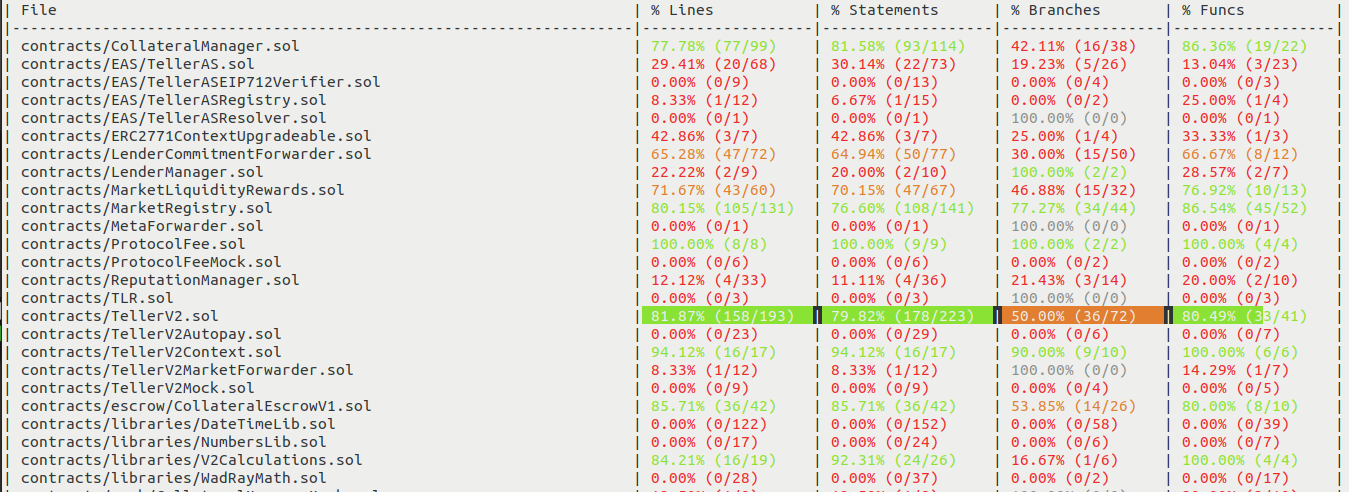 | File | % Lines | % Statements | % Branches | % Funcs |
|----------------------------------------------------------------------|--------------------|--------------------|------------------|------------------|
| contracts/CollateralManager.sol | 77.78% (77/99) | 81.58% (93/114) | 42.11% (16/38) | 86.36% (19/22) |
| contracts/EAS/TellerAS.sol | 29.41% (20/68) | 30.14% (22/73) | 19.23% (5/26) | 13.04% (3/23) |
| contracts/EAS/TellerASEIP712Verifier.sol | 0.00% (0/9) | 0.00% (0/13) | 0.00% (0/4) | 0.00% (0/3) |
| contracts/EAS/TellerASRegistry.sol | 8.33% (1/12) | 6.67% (1/15) | 0.00% (0/2) | 25.00% (1/4) |
| contracts/EAS/TellerASResolver.sol | 0.00% (0/1) | 0.00% (0/1) | 100.00% (0/0) | 0.00% (0/1) |
| contracts/ERC2771ContextUpgradeable.sol | 42.86% (3/7) | 42.86% (3/7) | 25.00% (1/4) | 33.33% (1/3) |
| contracts/LenderCommitmentForwarder.sol | 65.28% (47/72) | 64.94% (50/77) | 30.00% (15/50) | 66.67% (8/12) |
| contracts/LenderManager.sol | 22.22% (2/9) | 20.00% (2/10) | 100.00% (2/2) | 28.57% (2/7) |
| contracts/MarketLiquidityRewards.sol | 71.67% (43/60) | 70.15% (47/67) | 46.88% (15/32) | 76.92% (10/13) |
| contracts/MarketRegistry.sol | 80.15% (105/131) | 76.60% (108/141) | 77.27% (34/44) | 86.54% (45/52) |
| contracts/MetaForwarder.sol | 0.00% (0/1) | 0.00% (0/1) | 100.00% (0/0) | 0.00% (0/1) |
| contracts/ProtocolFee.sol | 100.00% (8/8) | 100.00% (9/9) | 100.00% (2/2) | 100.00% (4/4) |
| contracts/ProtocolFeeMock.sol | 0.00% (0/6) | 0.00% (0/6) | 0.00% (0/2) | 0.00% (0/2) |
| contracts/ReputationManager.sol | 12.12% (4/33) | 11.11% (4/36) | 21.43% (3/14) | 20.00% (2/10) |
| contracts/TLR.sol | 0.00% (0/3) | 0.00% (0/3) | 100.00% (0/0) | 0.00% (0/3) |
| contracts/TellerV2.sol | 81.87% (158/193) | 79.82% (178/223) | 50.00% (36/72) | 80.49% (33/41) |
| contracts/TellerV2Autopay.sol | 0.00% (0/23) | 0.00% (0/29) | 0.00% (0/6) | 0.00% (0/7) |
| contracts/TellerV2Context.sol | 94.12% (16/17) | 94.12% (16/17) | 90.00% (9/10) | 100.00% (6/6) |
| contracts/TellerV2MarketForwarder.sol | 8.33% (1/12) | 8.33% (1/12) | 100.00% (0/0) | 14.29% (1/7) |
| contracts/TellerV2Mock.sol | 0.00% (0/9) | 0.00% (0/9) | 0.00% (0/4) | 0.00% (0/5) |
| contracts/escrow/CollateralEscrowV1.sol | 85.71% (36/42) | 85.71% (36/42) | 53.85% (14/26) | 80.00% (8/10) |
| contracts/libraries/DateTimeLib.sol | 0.00% (0/122) | 0.00% (0/152) | 0.00% (0/58) | 0.00% (0/39) |
| contracts/libraries/NumbersLib.sol | 0.00% (0/17) | 0.00% (0/24) | 0.00% (0/6) | 0.00% (0/7) |
| contracts/libraries/V2Calculations.sol | 84.21% (16/19) | 92.31% (24/26) | 16.67% (1/6) | 100.00% (4/4) |
| contracts/libraries/WadRayMath.sol | 0.00% (0/28) | 0.00% (0/37) | 0.00% (0/2) | 0.00% (0/17) |